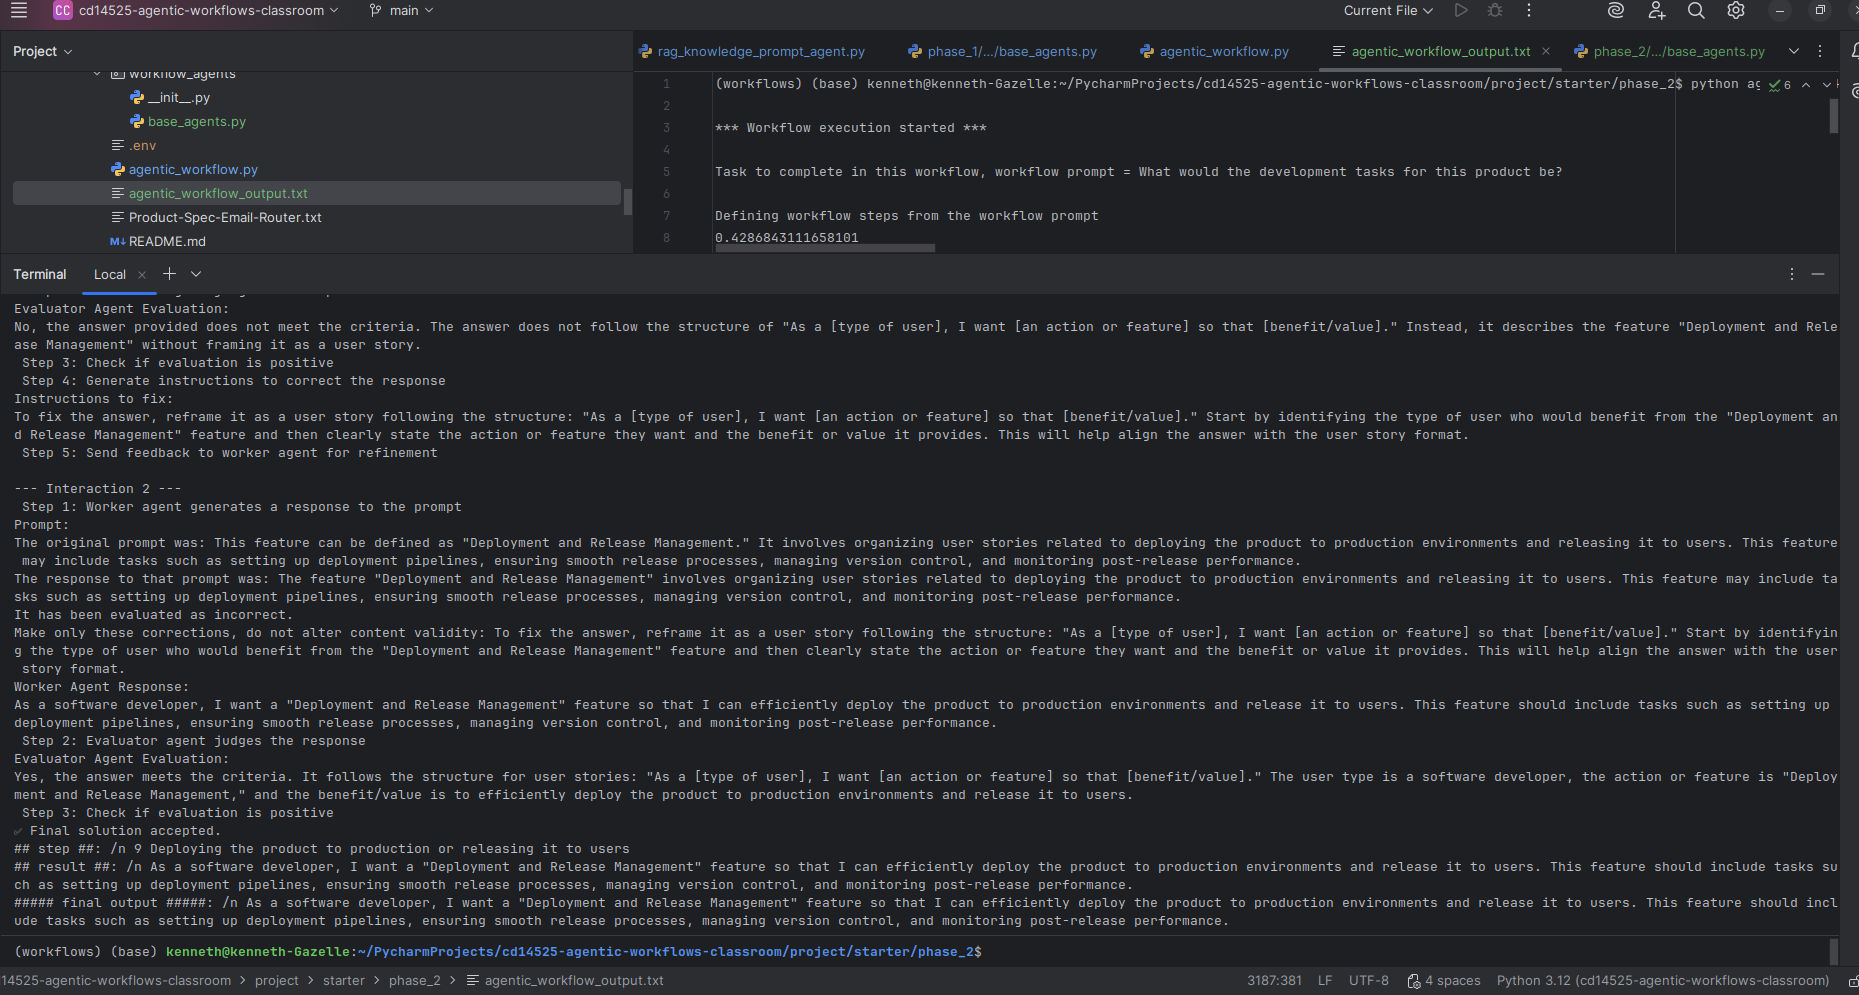 CC cd14525-agentic-workflows-classroom main Current File
Project
rag_knowledge_prompt_agent.py phase_1/.../base_agents.py agentic_workflow.py agentic_workflow_output.txt phase_2/.../base_agents.py
workflow_agents
__init__.py
base_agents.py
.env
agentic_workflow.py
agentic_workflow_output.txt
Product-Spec-Email-Router.txt
M↓ README.md
1 (workflows) (base) kenneth@kenneth-Gazelle:~/PycharmProjects/cd14525-agentic-workflows-classroom/project/starter/phase_2$ python ag 6
2
3 *** Workflow execution started ***
4
5 Task to complete in this workflow, workflow prompt = What would the development tasks for this product be?
6
7 Defining workflow steps from the workflow prompt
8 0.4286843111658101
Terminal Local
Evaluator Agent Evaluation:
No, the answer provided does not meet the criteria. The answer does not follow the structure of "As a [type of user], I want [an action or feature] so that [benefit/value]." Instead, it describes the feature "Deployment and Rele
ase Management" without framing it as a user story.
Step 3: Check if evaluation is positive
Step 4: Generate instructions to correct the response
Instructions to fix:
To fix the answer, reframe it as a user story following the structure: "As a [type of user], I want [an action or feature] so that [benefit/value]." Start by identifying the type of user who would benefit from the "Deployment an
d Release Management" feature and then clearly state the action or feature they want and the benefit or value it provides. This will help align the answer with the user story format.
Step 5: Send feedback to worker agent for refinement
--- Interaction 2 ---
Step 1: Worker agent generates a response to the prompt
Prompt:
The original prompt was: This feature can be defined as "Deployment and Release Management." It involves organizing user stories related to deploying the product to production environments and releasing it to users. This feature
may include tasks such as setting up deployment pipelines, ensuring smooth release processes, managing version control, and monitoring post-release performance.
The response to that prompt was: The feature "Deployment and Release Management" involves organizing user stories related to deploying the product to production environments and releasing it to users. This feature may include ta
sks such as setting up deployment pipelines, ensuring smooth release processes, managing version control, and monitoring post-release performance.
It has been evaluated as incorrect.
Make only these corrections, do not alter content validity: To fix the answer, reframe it as a user story following the structure: "As a [type of user], I want [an action or feature] so that [benefit/value]." Start by identifyin
g the type of user who would benefit from the "Deployment and Release Management" feature and then clearly state the action or feature they want and the benefit or value it provides. This will help align the answer with the user
story format.
Worker Agent Response:
As a software developer, I want a "Deployment and Release Management" feature so that I can efficiently deploy the product to production environments and release it to users. This feature should include tasks such as setting up
deployment pipelines, ensuring smooth release processes, managing version control, and monitoring post-release performance.
Step 2: Evaluator agent judges the response
Evaluator Agent Evaluation:
Yes, the answer meets the criteria. It follows the structure for user stories: "As a [type of user], I want [an action or feature] so that [benefit/value]." The user type is a software developer, the action or feature is "Deploy
ment and Release Management," and the benefit/value is to efficiently deploy the product to production environments and release it to users.
Step 3: Check if evaluation is positive
✅ Final solution accepted.
## step ##: /n 9 Deploying the product to production or releasing it to users
## result ##: /n As a software developer, I want a "Deployment and Release Management" feature so that I can efficiently deploy the product to production environments and release it to users. This feature should include tasks su
ch as setting up deployment pipelines, ensuring smooth release processes, managing version control, and monitoring post-release performance.
##### final output #####: /n As a software developer, I want a "Deployment and Release Management" feature so that I can efficiently deploy the product to production environments and release it to users. This feature should incl
ude tasks such as setting up deployment pipelines, ensuring smooth release processes, managing version control, and monitoring post-release performance.
(workflows) (base) kenneth@kenneth-Gazelle:~/PycharmProjects/cd14525-agentic-workflows-classroom/project/starter/phase_2$
14525-agentic-workflows-classroom > project > starter > phase_2 > agentic_workflow_output.txt 3187:381 LF UTF-8 4 spaces Python 3.12 (cd14525-agentic-workflows-classroom)